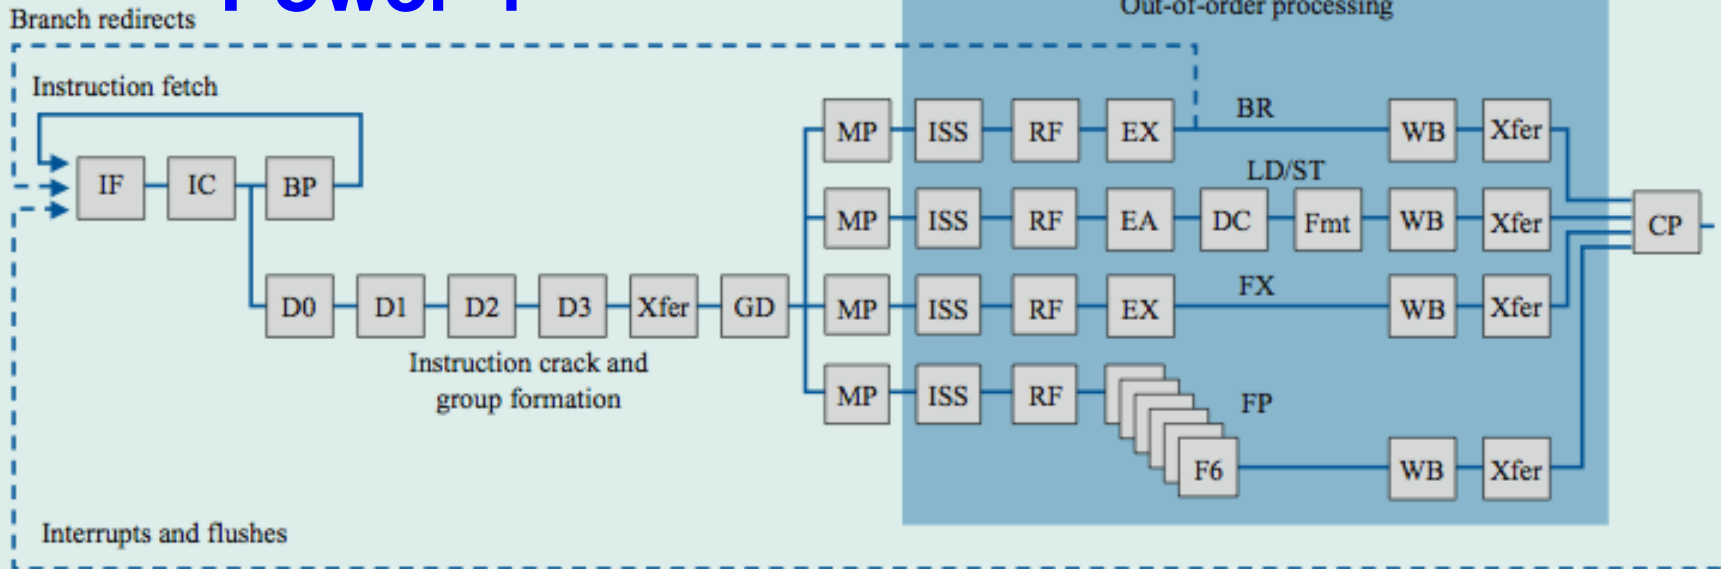 Branch redirects
Out-of-order processing
Instruction fetch
IF IC BP
MP ISS RF EX BR WB Xfer
LD/ST
MP ISS RF EA DC Fmt WB Xfer
CP
D0 D1 D2 D3 Xfer GD
FX
MP ISS RF EX WB Xfer
Instruction crack and
group formation
MP ISS RF FP
F6 WB Xfer
Interrupts and flushes